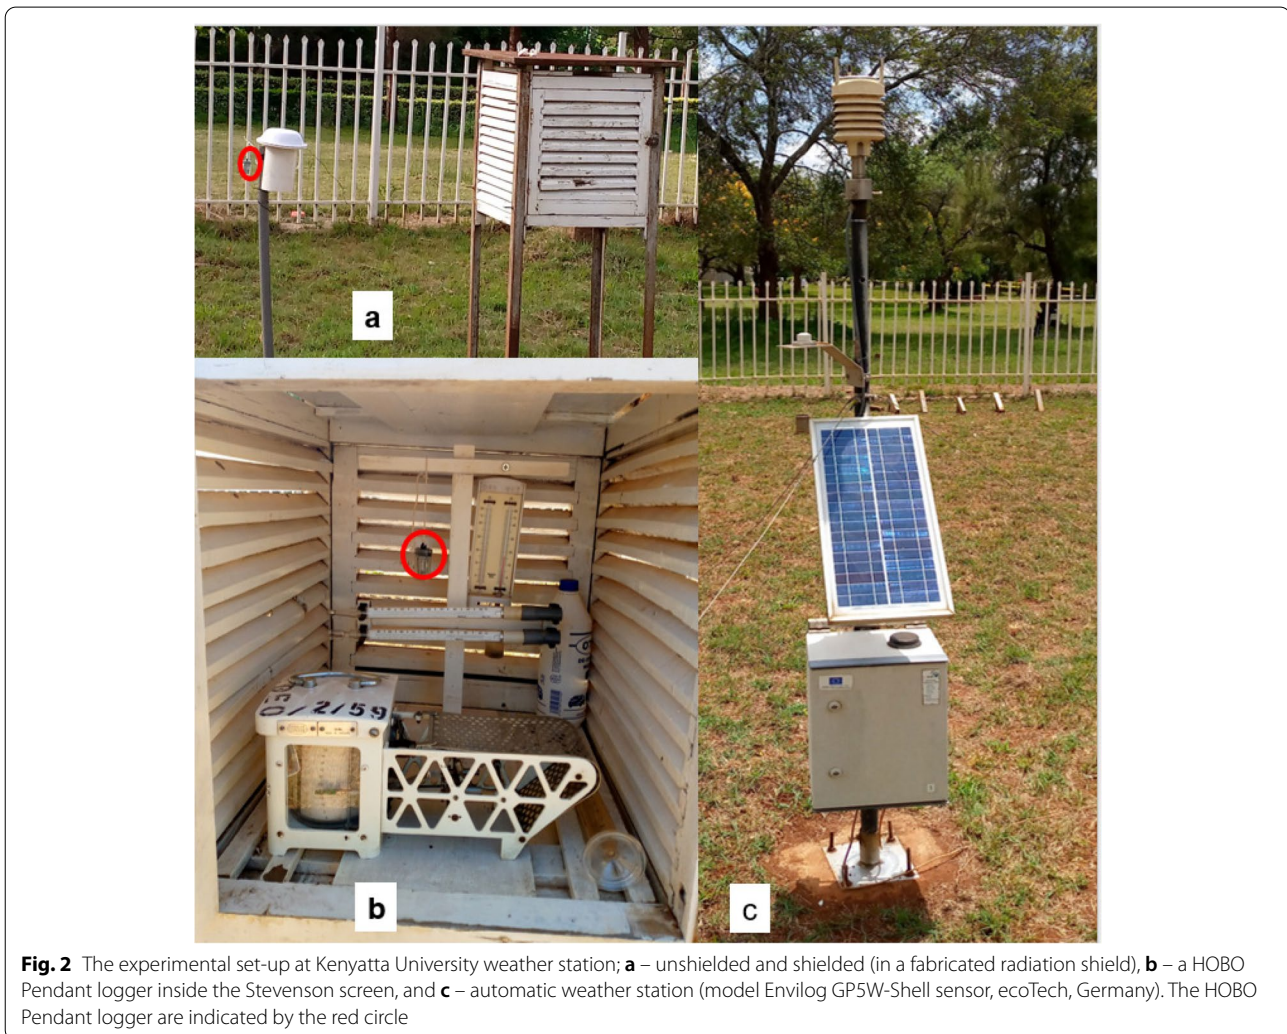 a
012159
b
c
Fig. 2 The experimental set-up at Kenyatta University weather station; a – unshielded and shielded (in a fabricated radiation shield), b – a HOBO
Pendant logger inside the Stevenson screen, and c – automatic weather station (model Envilog GP5W-Shell sensor, ecoTech, Germany). The HOBO
Pendant logger are indicated by the red circle